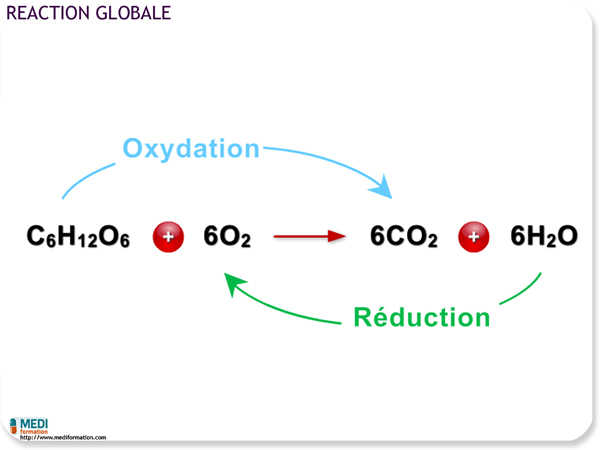 REACTION GLOBALE
Oxydation
C₆H₁₂O₆ + 6O₂ → 6CO₂ + 6H₂O
Réduction
MEDI
formation
http://www.mediformation.com